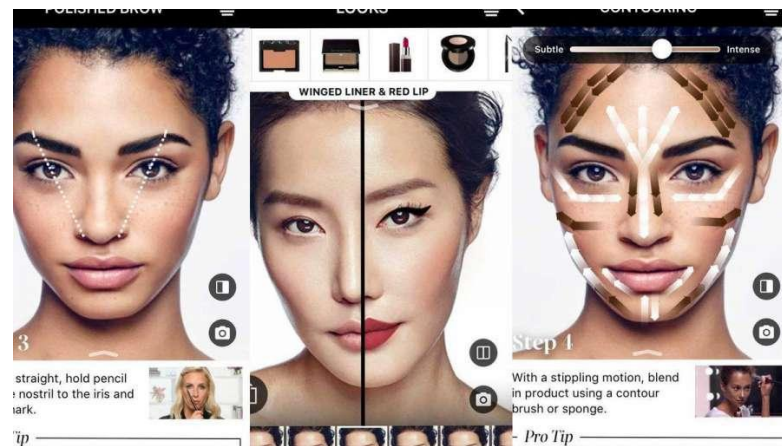 POLISHED BROW
LOOKS
CONTOURING
Subtle
Intense
WINGED LINER & RED LIP
3
straight, hold pencil
nostril to the iris and
Tip
Step 4
With a stippling motion, blend
in product using a contour
brush or sponge.
Pro Tip